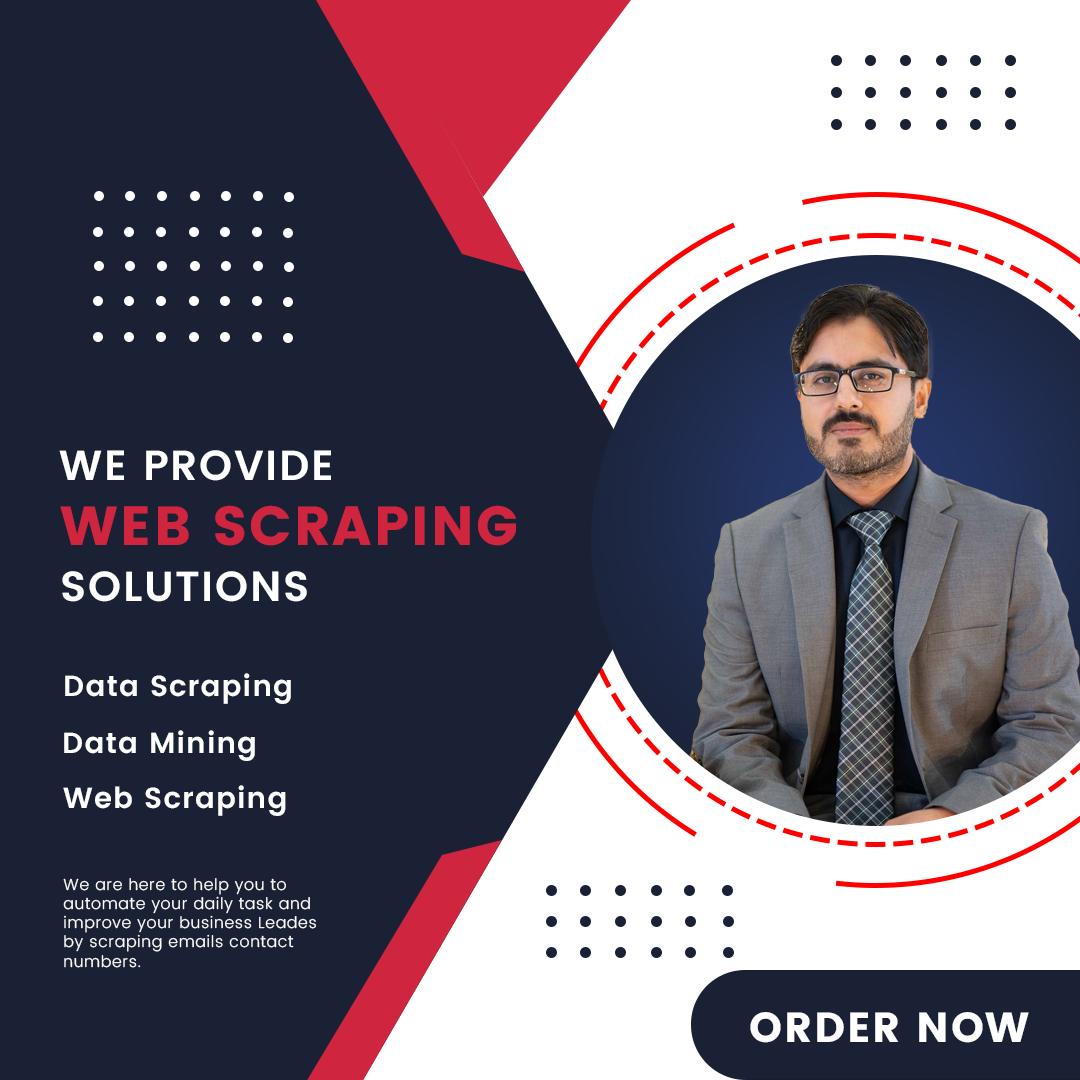 WE PROVIDE
WEB SCRAPING
SOLUTIONS
Data Scraping
Data Mining
Web Scraping
We are here to help you to
automate your daily task and
improve your business Leades
by scraping emails contact
numbers.
ORDER NOW